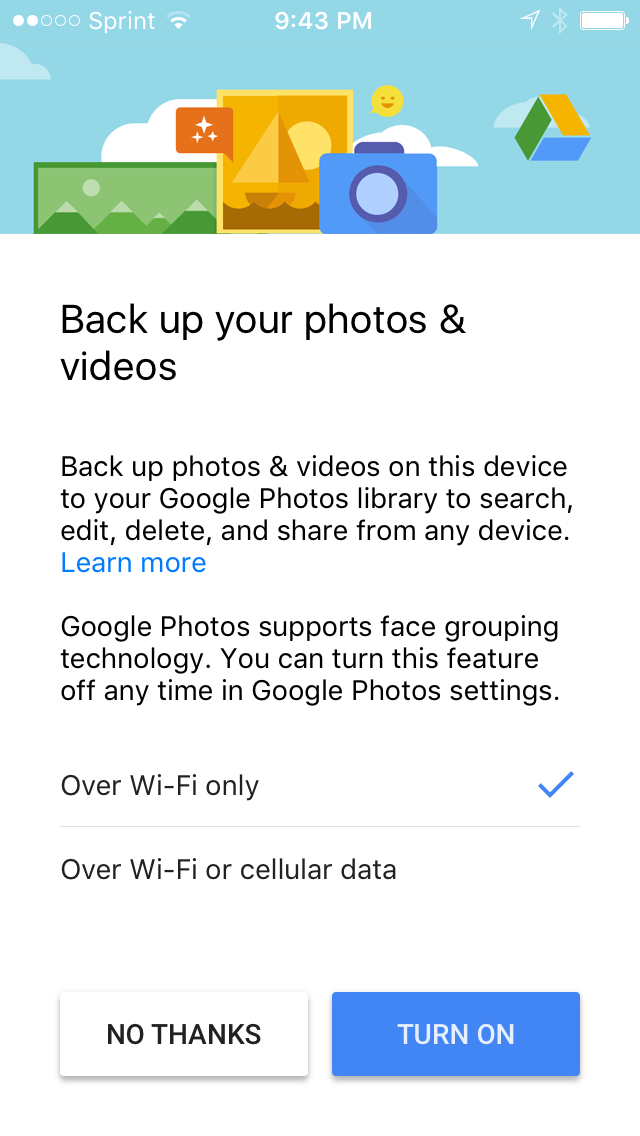 Sprint 9:43 PM
Back up your photos &
videos
Back up photos & videos on this device
to your Google Photos library to search,
edit, delete, and share from any device.
Learn more
Google Photos supports face grouping
technology. You can turn this feature
off any time in Google Photos settings.
Over Wi-Fi only
Over Wi-Fi or cellular data
NO THANKS TURN ON